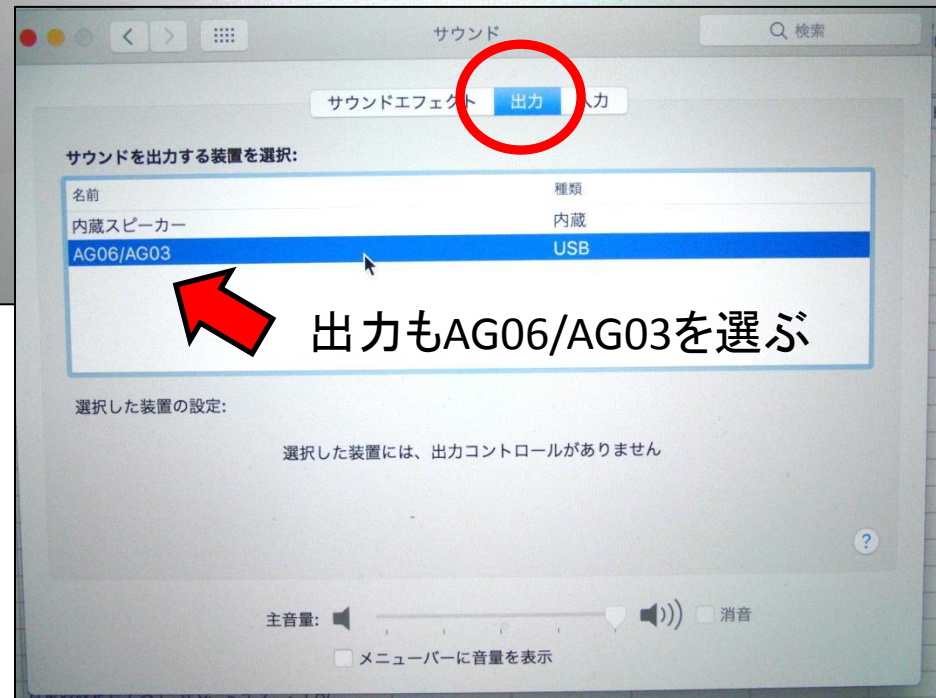 サウンド
検索
サウンドエフェクト 出力 入力
サウンドを出力する装置を選択:
名前 種類
内蔵スピーカー 内蔵
AG06/AG03 USB
出力もAG06/AG03を選ぶ
選択した装置の設定:
選択した装置には、出力コントロールがありません
?
主音量: 消音
メニューバーに音量を表示